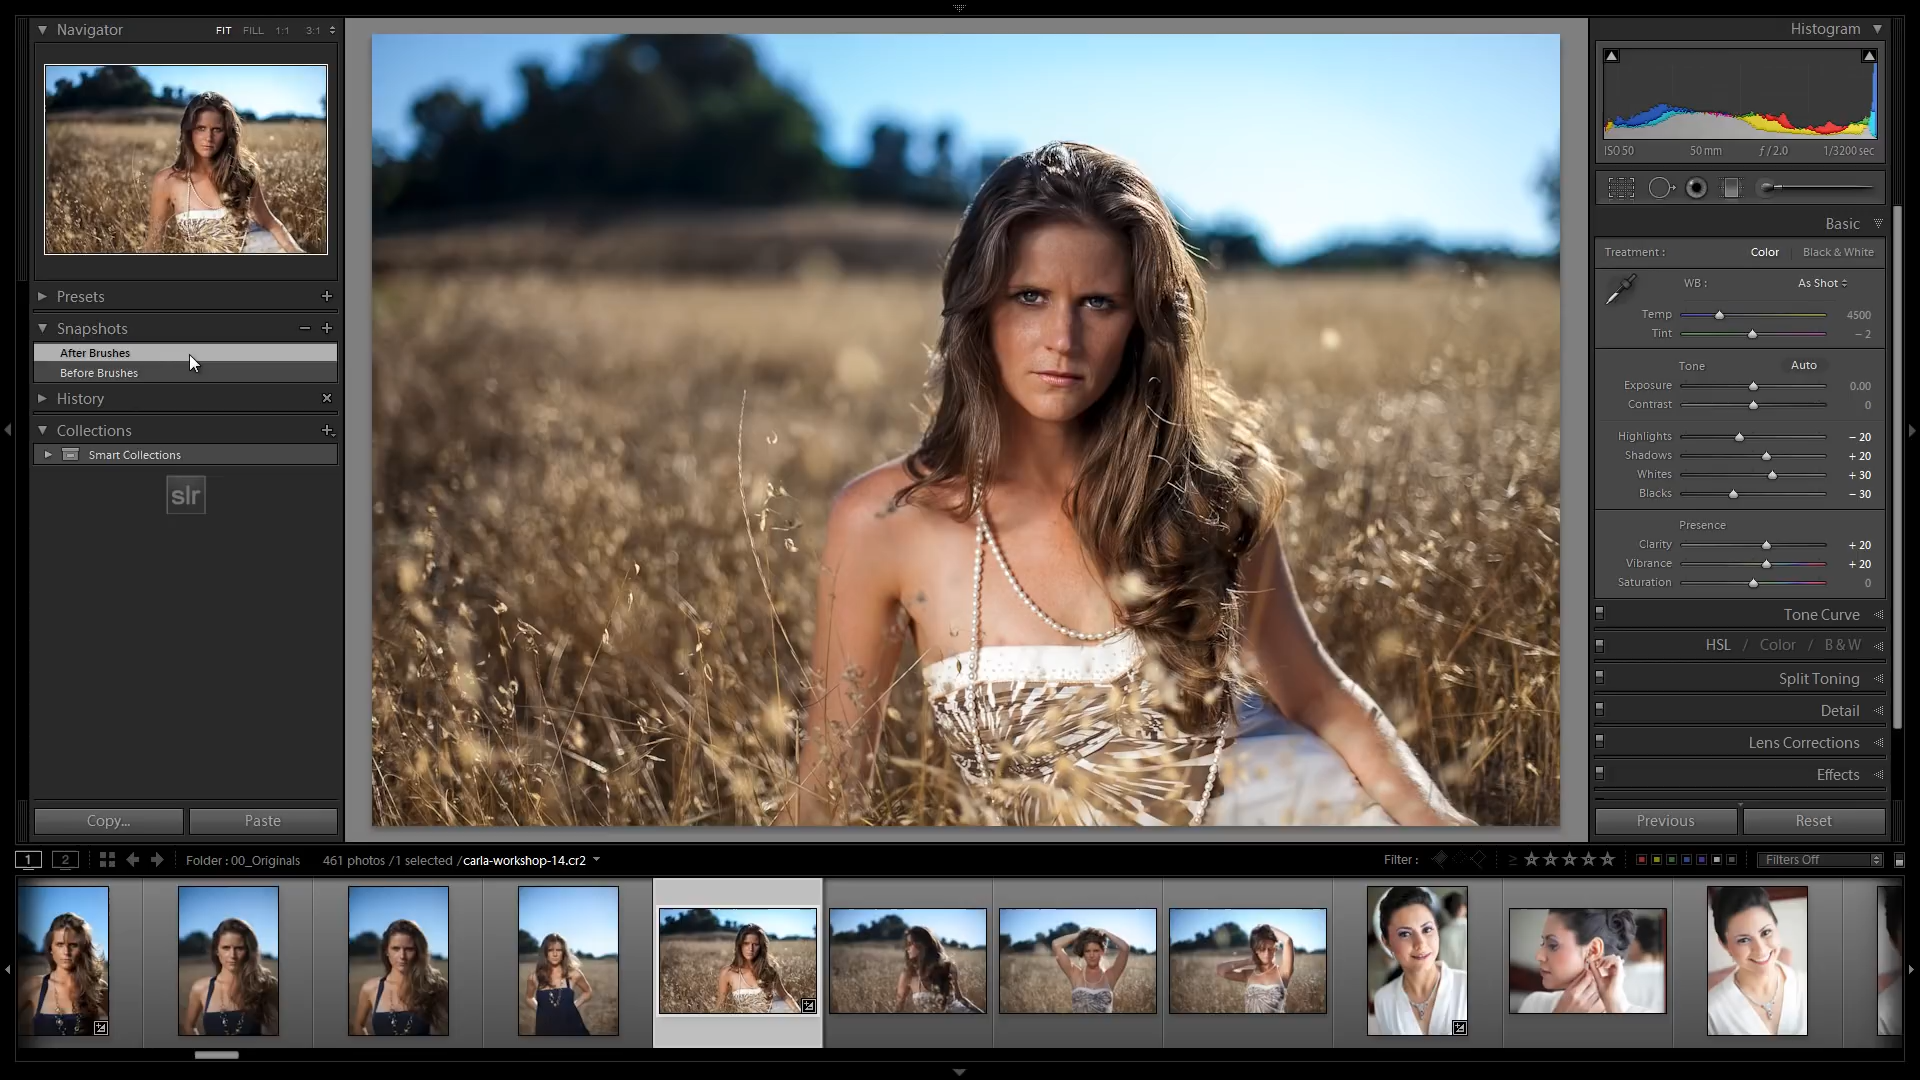 Navigator FIT FILL 1:1 3:1
Histogram
ISO 50 50 mm ƒ / 2.0 1/3200 sec
Basic
Treatment : Color Black & White
WB : As Shot
Temp 4500
Tint – 2
Tone Auto
Exposure 0.00
Contrast 0
Highlights – 20
Shadows + 20
Whites + 30
Blacks – 30
Presence
Clarity + 20
Vibrance + 20
Saturation 0
Tone Curve
HSL / Color / B & W
Split Toning
Detail
Lens Corrections
Effects
Previous Reset
Presets
Snapshots
After Brushes
Before Brushes
History
Collections
Smart Collections
slr
Copy... Paste
1 2 Folder : 00_Originals 461 photos / 1 selected / carla-workshop-14.cr2 Filter : Filters Off